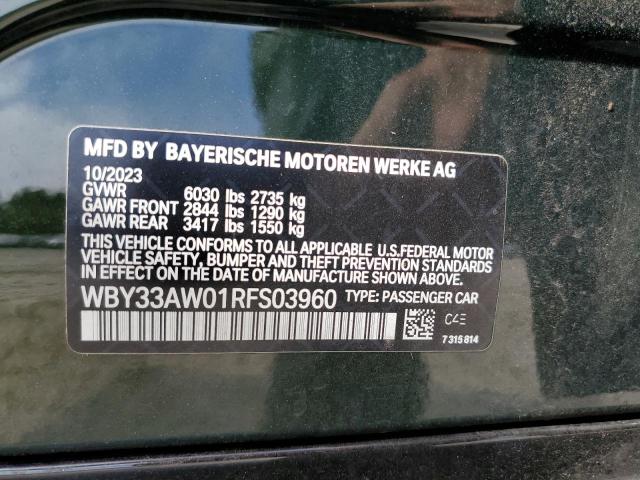 MFD BY BAYERISCHE MOTOREN WERKE AG
10/2023
GVWR 6030 lbs 2735 kg
GAWR FRONT 2844 lbs 1290 kg
GAWR REAR 3417 lbs 1550 kg
THIS VEHICLE CONFORMS TO ALL APPLICABLE U.S.FEDERAL MOTOR
VEHICLE SAFETY, BUMPER AND THEFT PREVENTION STANDARDS
IN EFFECT ON THE DATE OF MANUFACTURE SHOWN ABOVE.
WBY33AW01RFS03960 TYPE: PASSENGER CAR
C4E
7 315 814